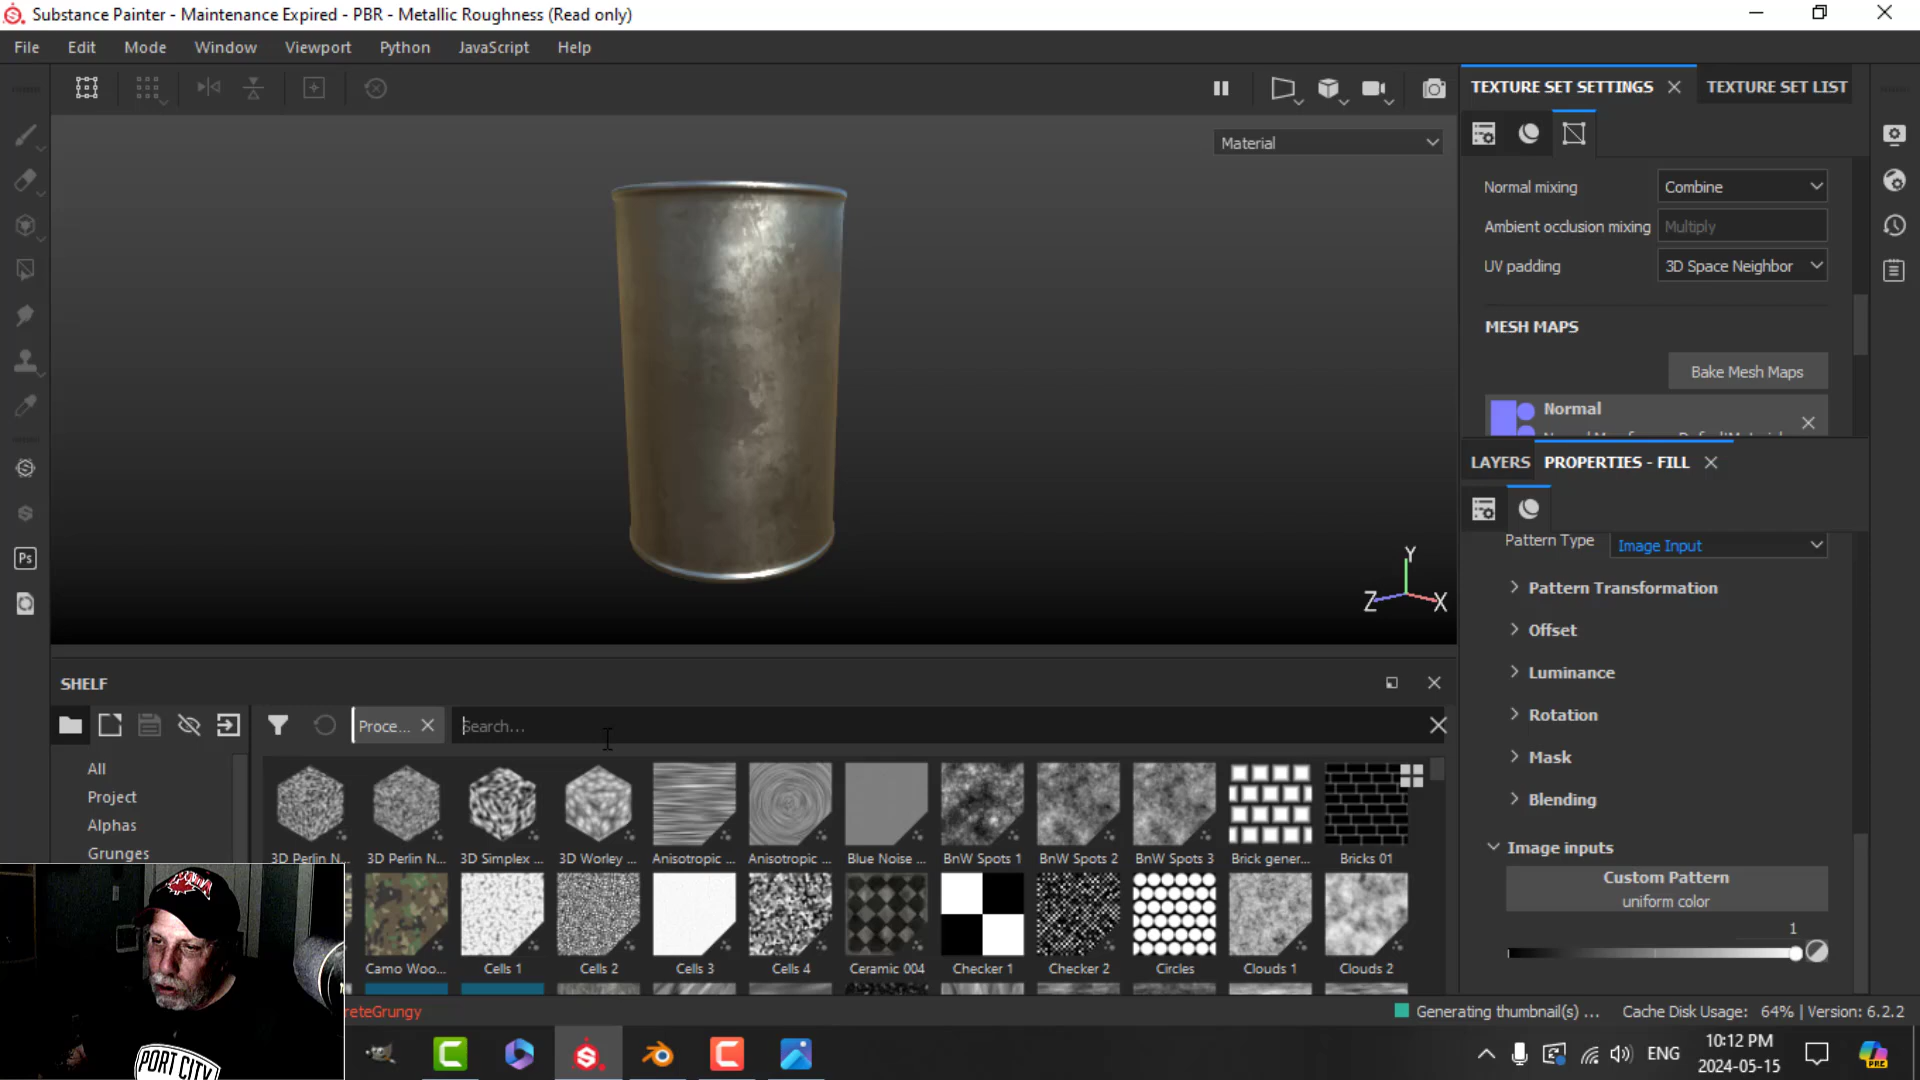 Substance Painter - Maintenance Expired - PBR - Metallic Roughness (Read only)
File Edit Mode Window Viewport Python JavaScript Help
Material
Y
Z X
TEXTURE SET SETTINGS TEXTURE SET LIST
Normal mixing Combine
Ambient occlusion mixing Multiply
UV padding 3D Space Neighbor
MESH MAPS
Bake Mesh Maps
Normal
LAYERS PROPERTIES - FILL
Pattern Type Image Input
Pattern Transformation
Offset
Luminance
Rotation
Mask
Blending
Image inputs
Custom Pattern
uniform color
1
SHELF
Proce... Search...
All
Project
Alphas
Grunges
3D Perlin N... 3D Perlin N... 3D Simplex ... 3D Worley ... Anisotropic ... Anisotropic ... Blue Noise ... BnW Spots 1 BnW Spots 2 BnW Spots 3 Brick gener... Bricks 01
Camo Woo... Cells 1 Cells 2 Cells 3 Cells 4 Ceramic 004 Checker 1 Checker 2 Circles Clouds 1 Clouds 2
reteGrungy
Generating thumbnail(s) ... Cache Disk Usage: 64% | Version: 6.2.2
Ps
PORT CITY
ENG
10:12 PM
2024-05-15
PRE